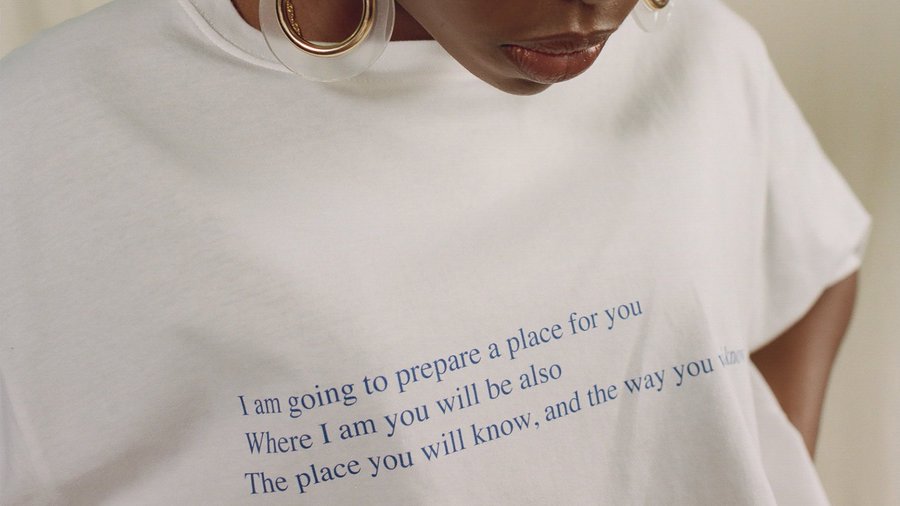 I am going to prepare a place for you
Where I am you will be also
The place you will know, and the way you know